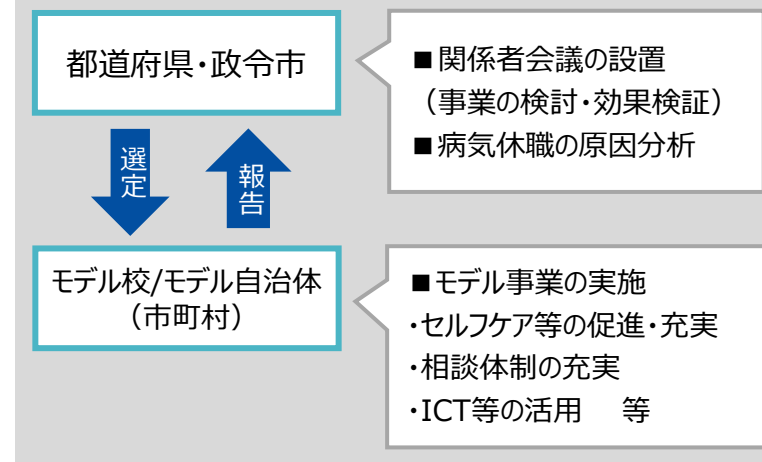 都道府県・政令市
■関係者会議の設置
（事業の検討・効果検証）
■病気休職の原因分析
選定
報告
モデル校/モデル自治体
（市町村）
■モデル事業の実施
・セルフケア等の促進・充実
・相談体制の充実
・ICT等の活用　等